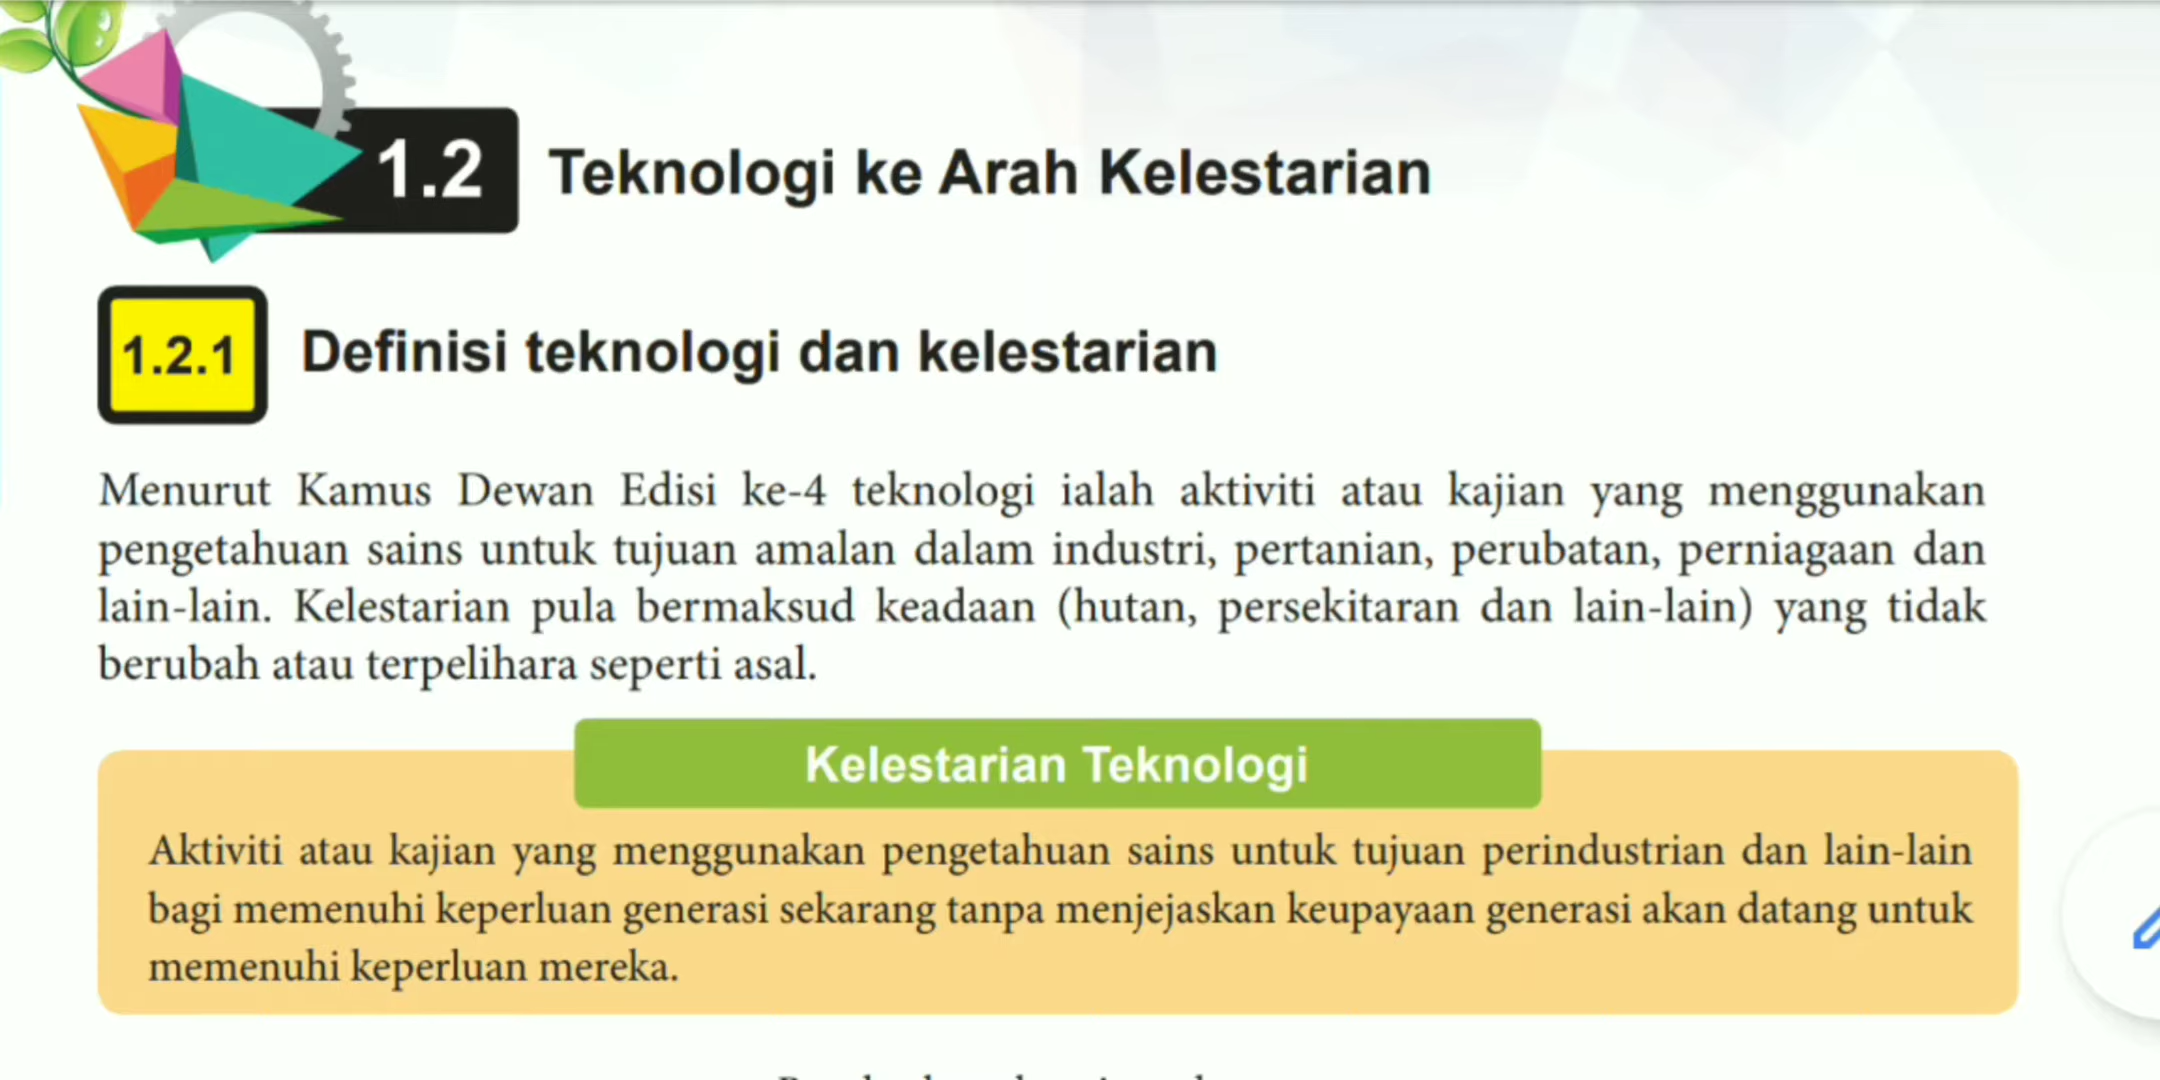 1.2 Teknologi ke Arah Kelestarian
1.2.1 Definisi teknologi dan kelestarian
Menurut Kamus Dewan Edisi ke-4 teknologi ialah aktiviti atau kajian yang menggunakan
pengetahuan sains untuk tujuan amalan dalam industri, pertanian, perubatan, perniagaan dan
lain-lain. Kelestarian pula bermaksud keadaan (hutan, persekitaran dan lain-lain) yang tidak
berubah atau terpelihara seperti asal.
Kelestarian Teknologi
Aktiviti atau kajian yang menggunakan pengetahuan sains untuk tujuan perindustrian dan lain-lain
bagi memenuhi keperluan generasi sekarang tanpa menjejaskan keupayaan generasi akan datang untuk
memenuhi keperluan mereka.